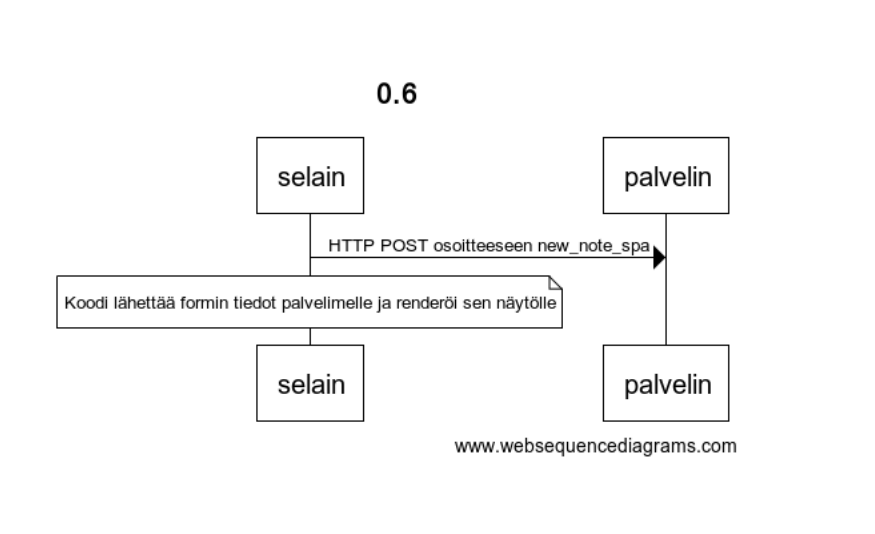 0.6
selain
palvelin
HTTP POST osoitteeseen new_note_spa
Koodi lähettää formin tiedot palvelimelle ja renderöi sen näytölle
selain
palvelin
www.websequencediagrams.com